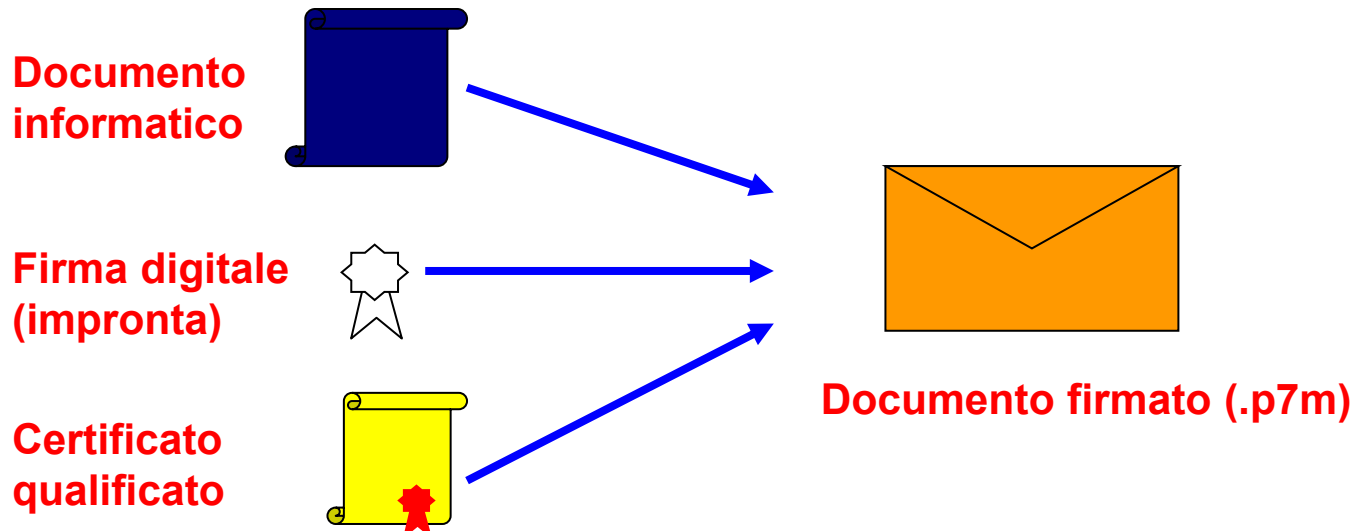 Documento
informatico
Firma digitale
(impronta)
Certificato
qualificato
Documento firmato (.p7m)